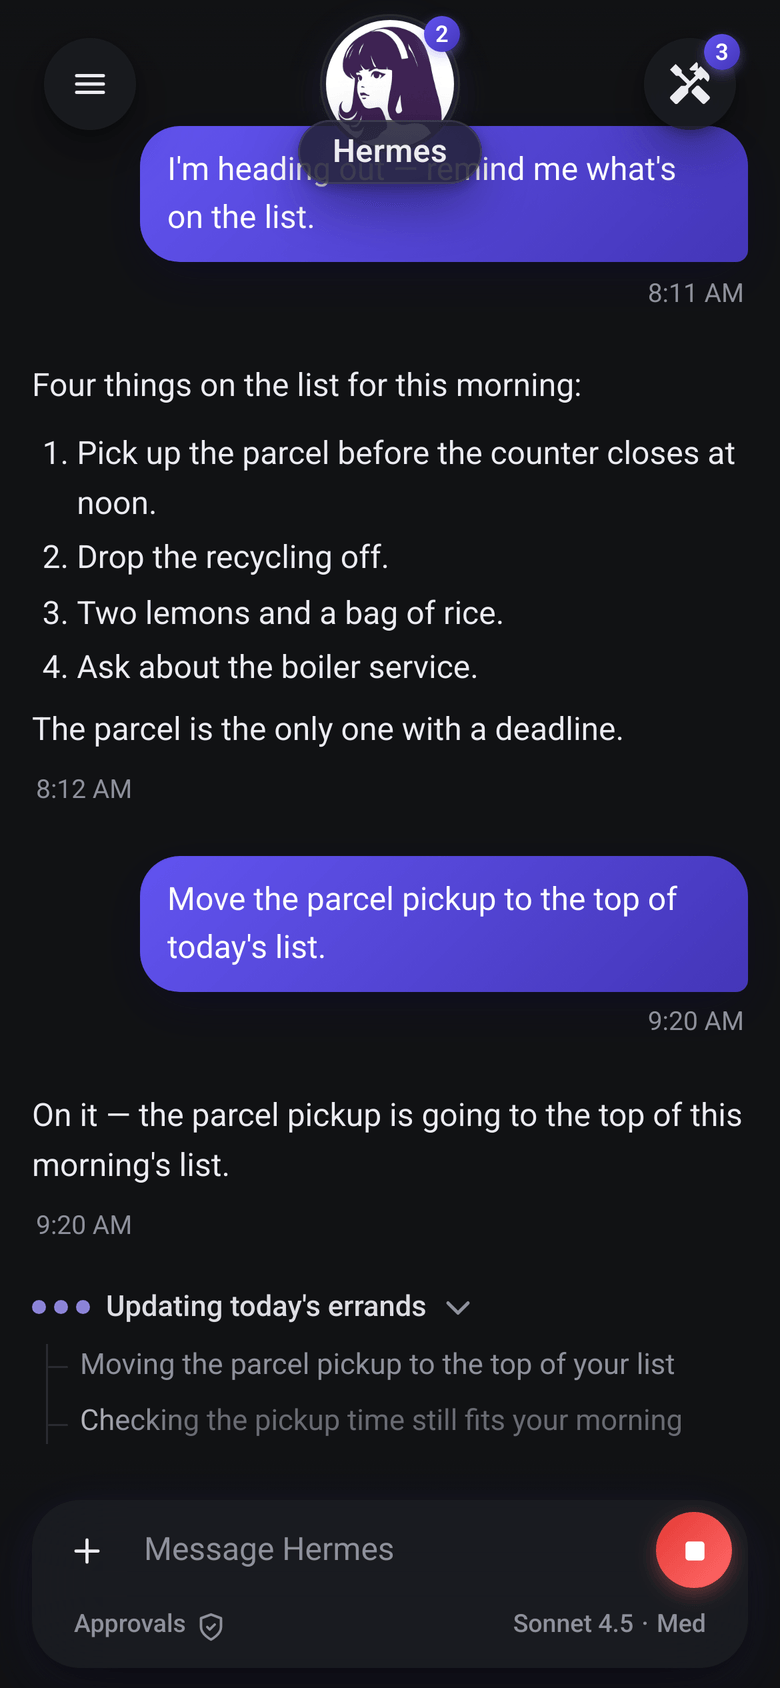 2
3
Hermes
I'm heading out — remind me what's
on the list.
8:11 AM
Four things on the list for this morning:
1. Pick up the parcel before the counter closes at
noon.
2. Drop the recycling off.
3. Two lemons and a bag of rice.
4. Ask about the boiler service.
The parcel is the only one with a deadline.
8:12 AM
Move the parcel pickup to the top of
today's list.
9:20 AM
On it — the parcel pickup is going to the top of this
morning's list.
9:20 AM
Updating today's errands
Moving the parcel pickup to the top of your list
Checking the pickup time still fits your morning
Message Hermes
Approvals
Sonnet 4.5 · Med